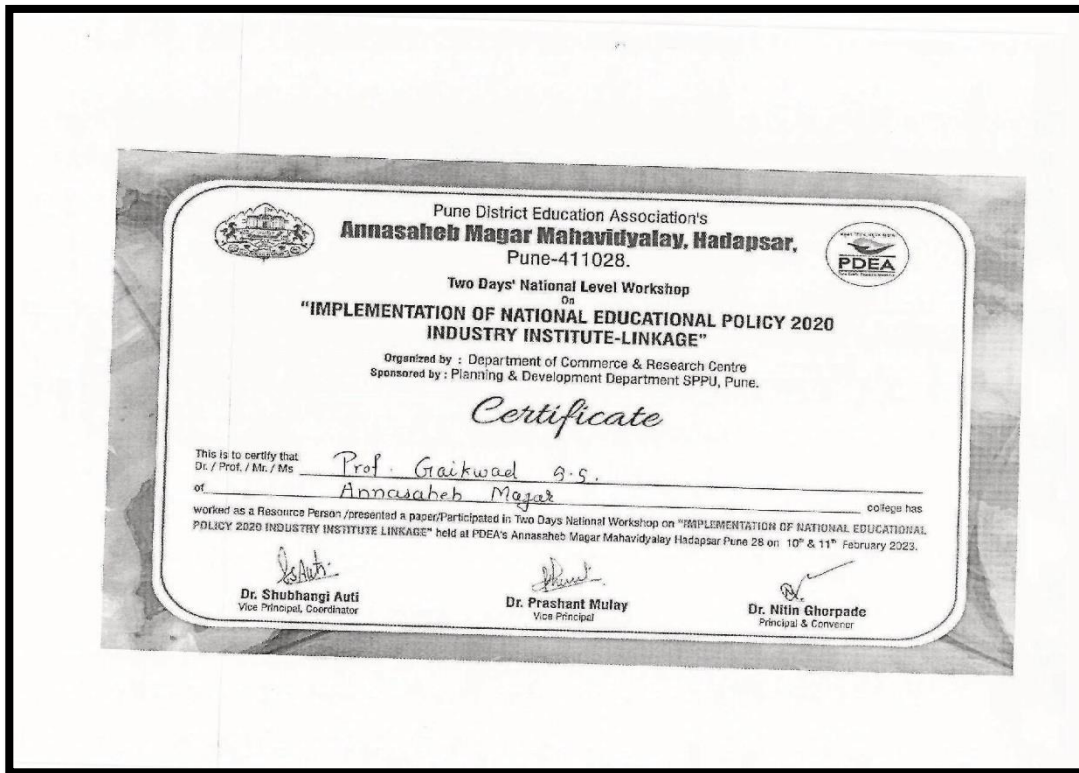 Pune District Education Association's
Annasaheb Magar Mahavidyalay, Hadapsar,
Pune-411028.
PDEA
Two Days' National Level Workshop
On
"IMPLEMENTATION OF NATIONAL EDUCATIONAL POLICY 2020
INDUSTRY INSTITUTE-LINKAGE"
Organized by : Department of Commerce & Research Centre
Sponsored by : Planning & Development Department SPPU, Pune.
Certificate
This is to certify that
Dr. / Prof. / Mr. / Ms Prof. Gaikwad S.S.
of Annasaheb Magar college has
worked as a Resource Person /presented a paper/Participated in Two Days National Workshop on "IMPLEMENTATION OF NATIONAL EDUCATIONAL
POLICY 2020 INDUSTRY INSTITUTE LINKAGE" held at PDEA's Annasaheb Magar Mahavidyalay Hadapsar Pune 28 on 10th & 11th February 2023.
Dr. Shubhangi Auti
Vice Principal, Coordinator
Dr. Prashant Mulay
Vice Principal
Dr. Nitin Ghorpade
Principal & Convener